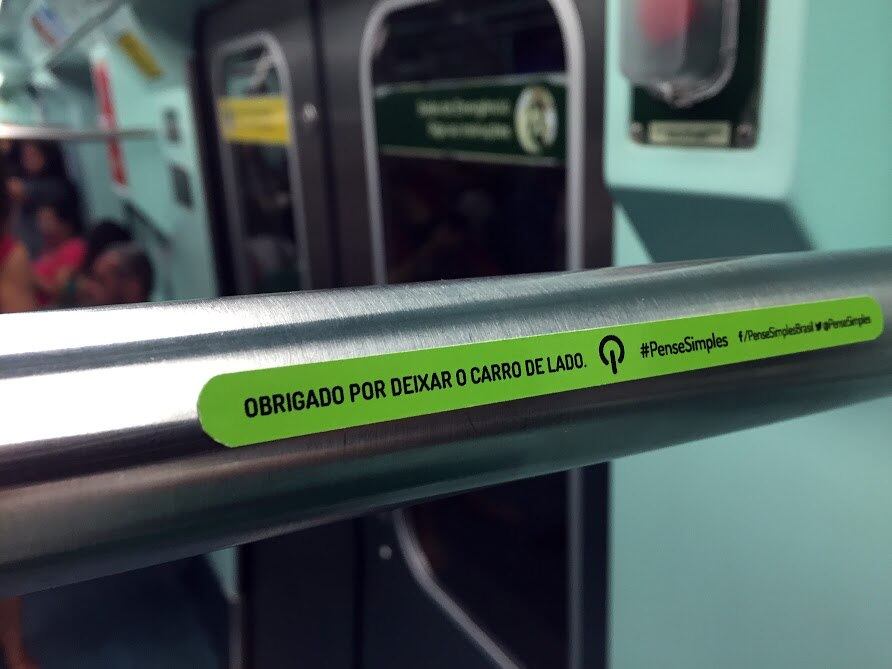 OBRIGADO POR DEIXAR O CARRO DE LADO. #PenseSimples f/PenseSimplesBrasil @PenseSimples